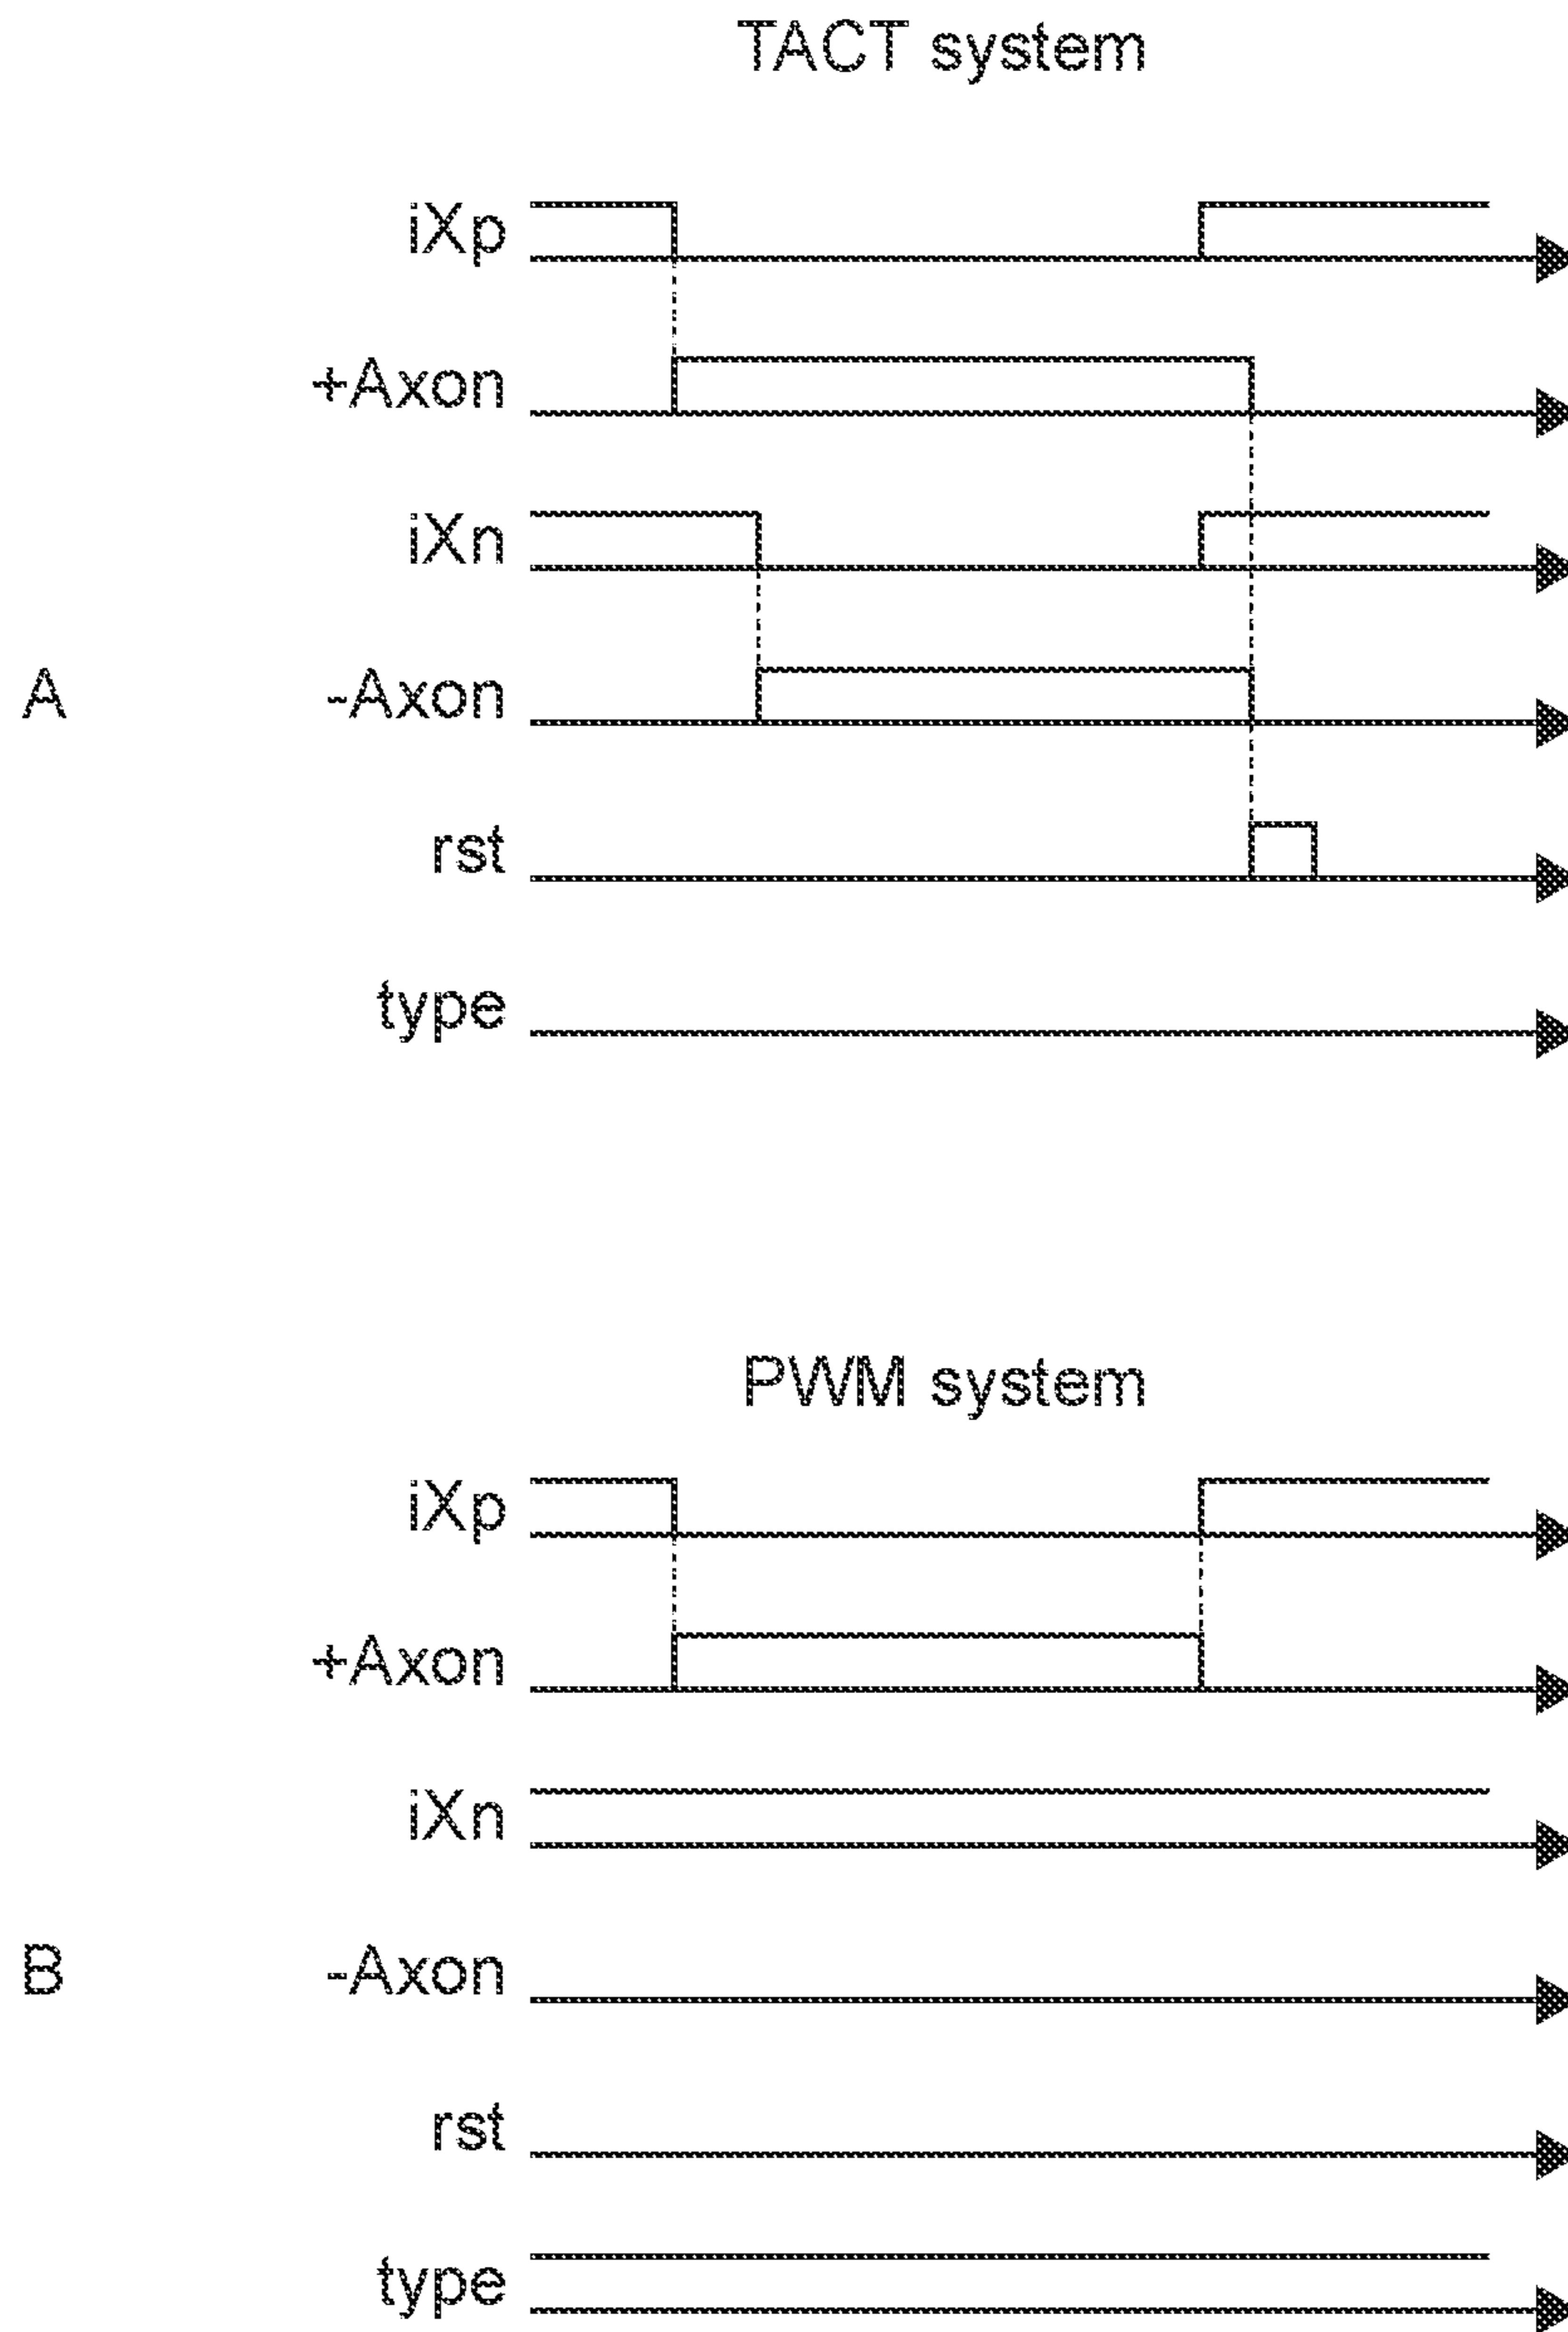 TACT system
iXp
+Axon
iXn
A
-Axon
rst
type
PWM system
iXp
+Axon
iXn
B
-Axon
rst
type